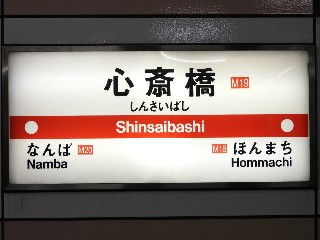 心斎橋 M19
しんさいばし
Shinsaibashi
なんば M20 M18 ほんまち
Namba Hommachi